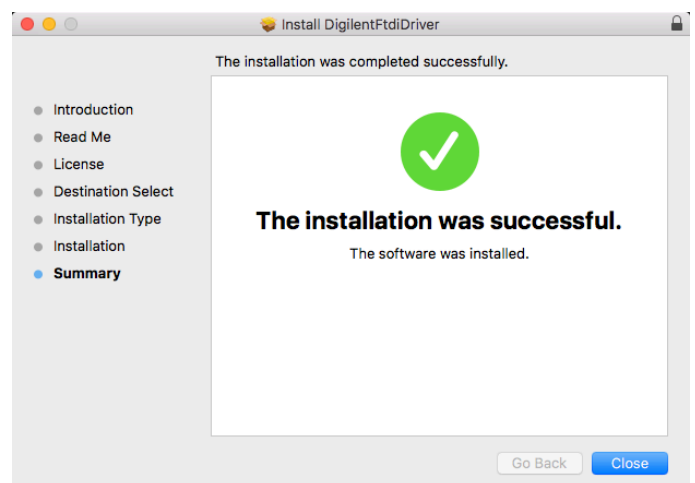 Install DigilentFtdiDriver
The installation was completed successfully.
Introduction
Read Me
License
Destination Select
Installation Type
Installation
Summary
The installation was successful.
The software was installed.
Go Back
Close